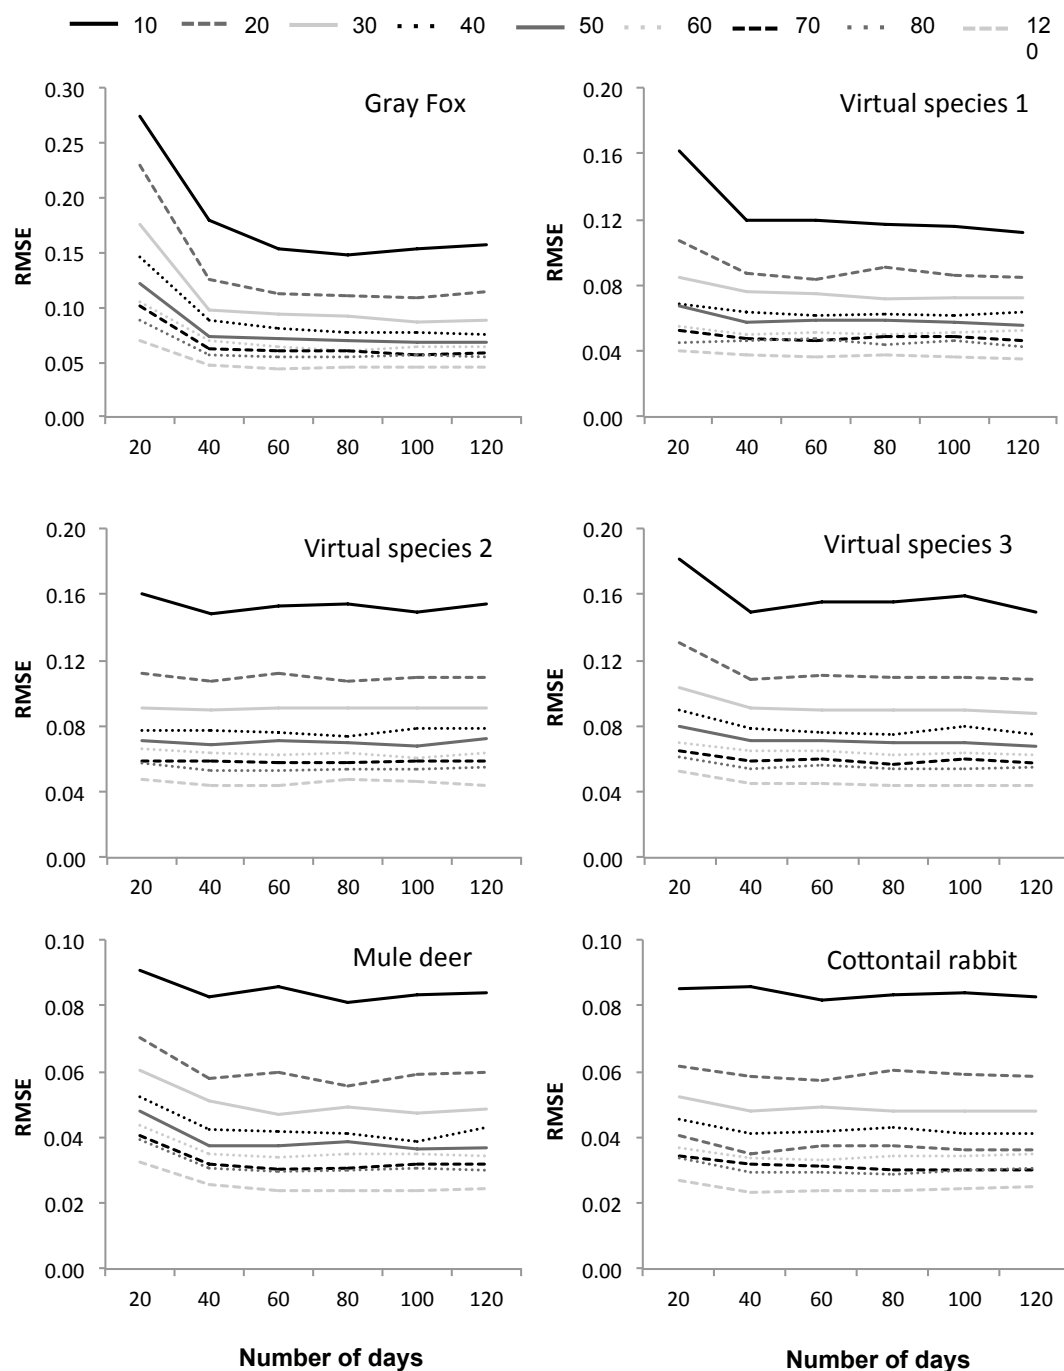 10 20 30 40 50 60 70 80 12
0
Gray Fox
RMSE
0.30
0.25
0.20
0.15
0.10
0.05
0.00
20 40 60 80 100 120
Virtual species 1
RMSE
0.20
0.16
0.12
0.08
0.04
0.00
20 40 60 80 100 120
Virtual species 2
RMSE
0.20
0.16
0.12
0.08
0.04
0.00
20 40 60 80 100 120
Virtual species 3
RMSE
0.20
0.16
0.12
0.08
0.04
0.00
20 40 60 80 100 120
Mule deer
RMSE
0.10
0.08
0.06
0.04
0.02
0.00
20 40 60 80 100 120
Number of days
Cottontail rabbit
RMSE
0.10
0.08
0.06
0.04
0.02
0.00
20 40 60 80 100 120
Number of days